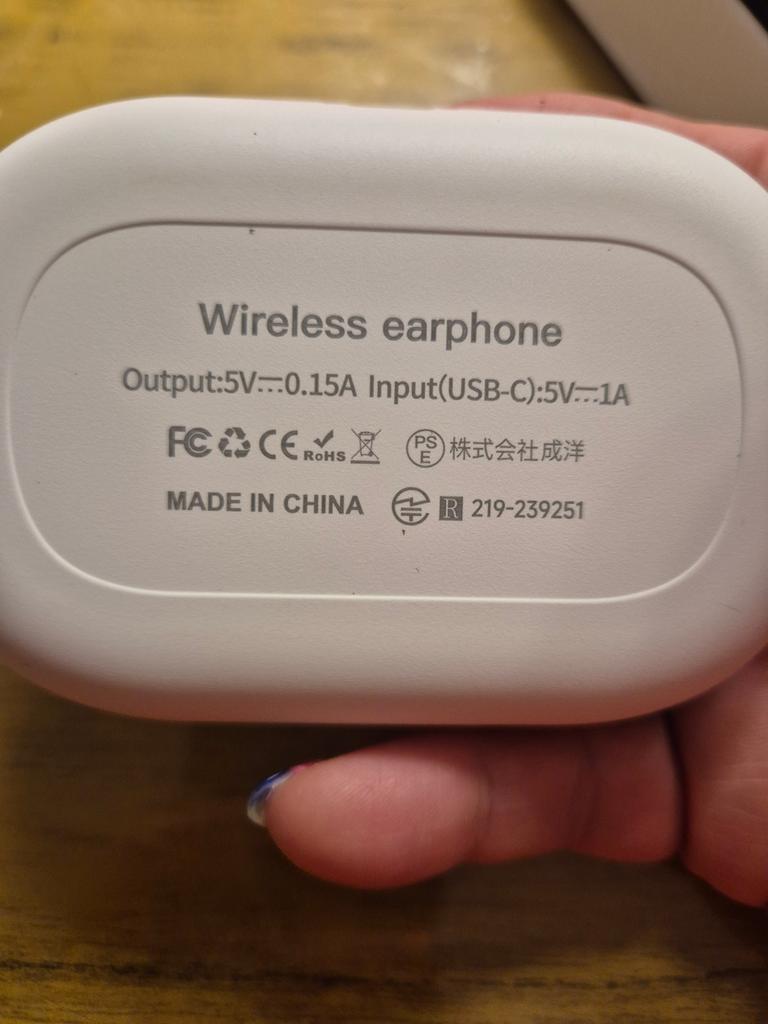 Wireless earphone
Output:5V⎓0.15A Input(USB-C):5V⎓1A
FC CE RoHS PSE 株式会社成洋
MADE IN CHINA R 219-239251